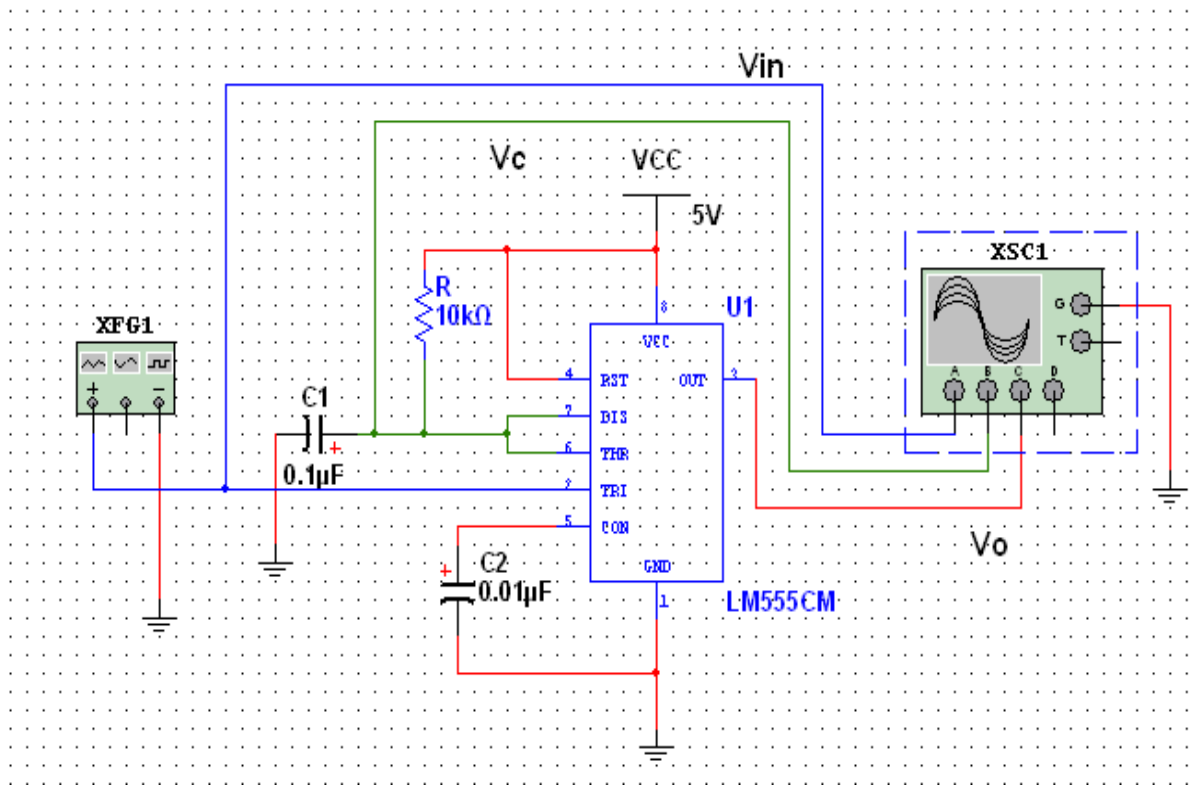 Vin
Vc
VCC
5V
XSC1
R
10kΩ
8
U1
VCC
G
XFG1
T
4
RST
OUT
3
A
B
C
D
+
−
C1
7
DIS
+
6
THR
0.1µF
2
TRI
5
CON
Vo
C2
+
0.01µF
GND
1
LM555CM